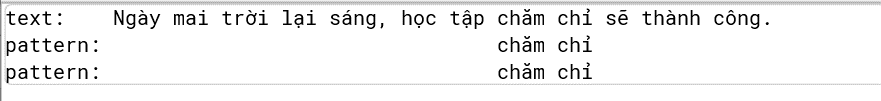 text:    Ngày mai trời lại sáng, học tập chăm chỉ sẽ thành công.
pattern:                                 chăm chỉ
pattern:                                 chăm chỉ